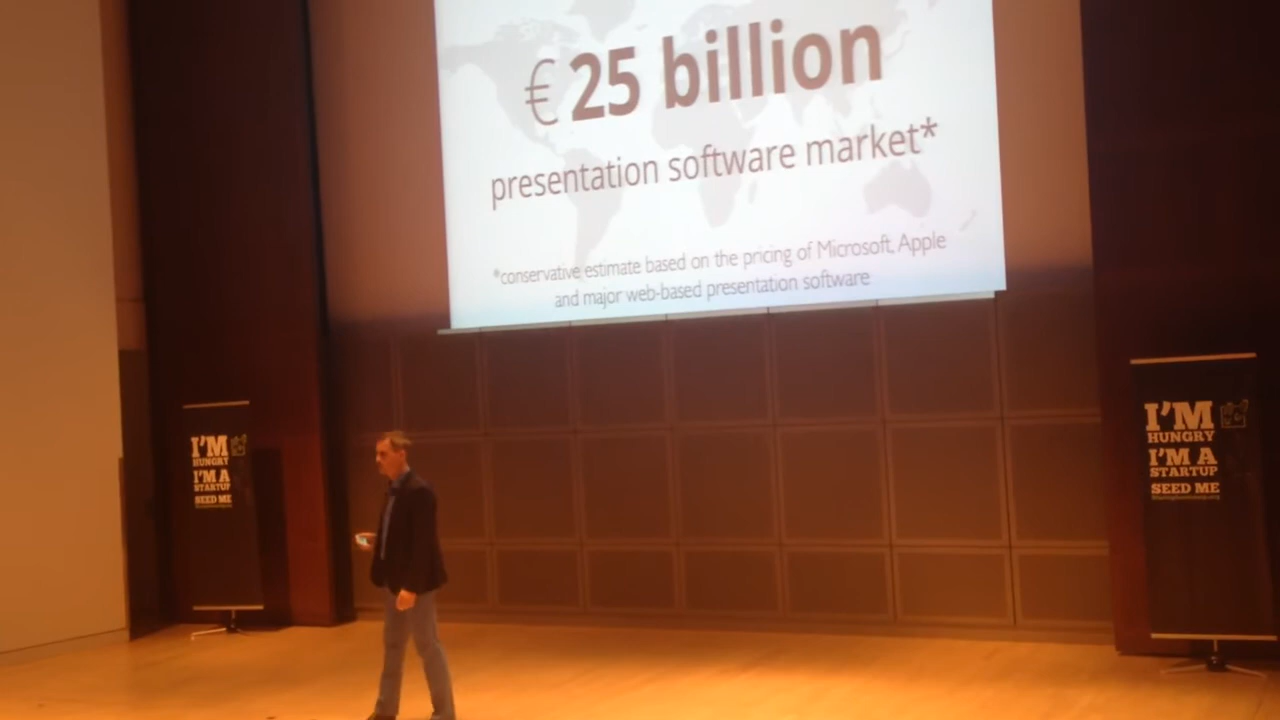 € 25 billion
presentation software market*
*conservative estimate based on the pricing of Microsoft, Apple
and major web-based presentation software
I'M
HUNGRY
I'M A
STARTUP
SEED ME
I'M
HUNGRY
I'M A
STARTUP
SEED ME